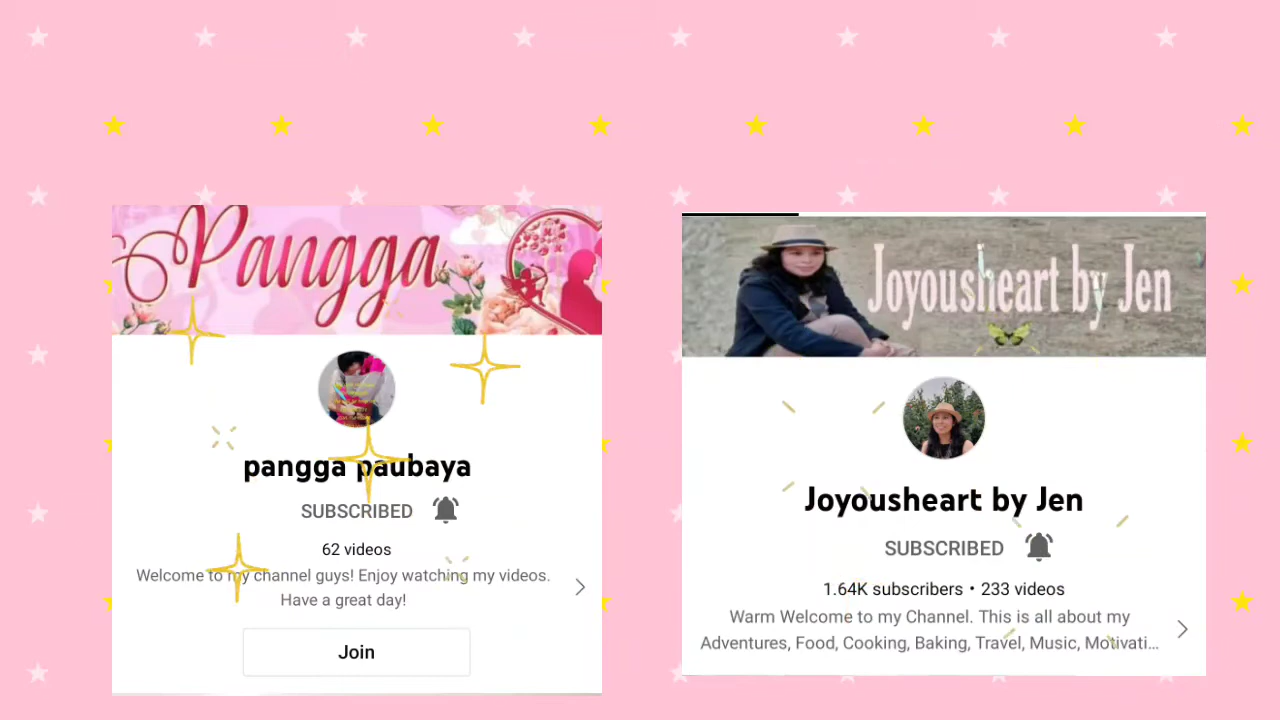 Pangga
pangga paubaya
SUBSCRIBED
62 videos
Welcome to my channel guys! Enjoy watching my videos.
Have a great day!
Join
Joyousheart by Jen
Joyousheart by Jen
SUBSCRIBED
1.64K subscribers • 233 videos
Warm Welcome to my Channel. This is all about my
Adventures, Food, Cooking, Baking, Travel, Music, Motivati...